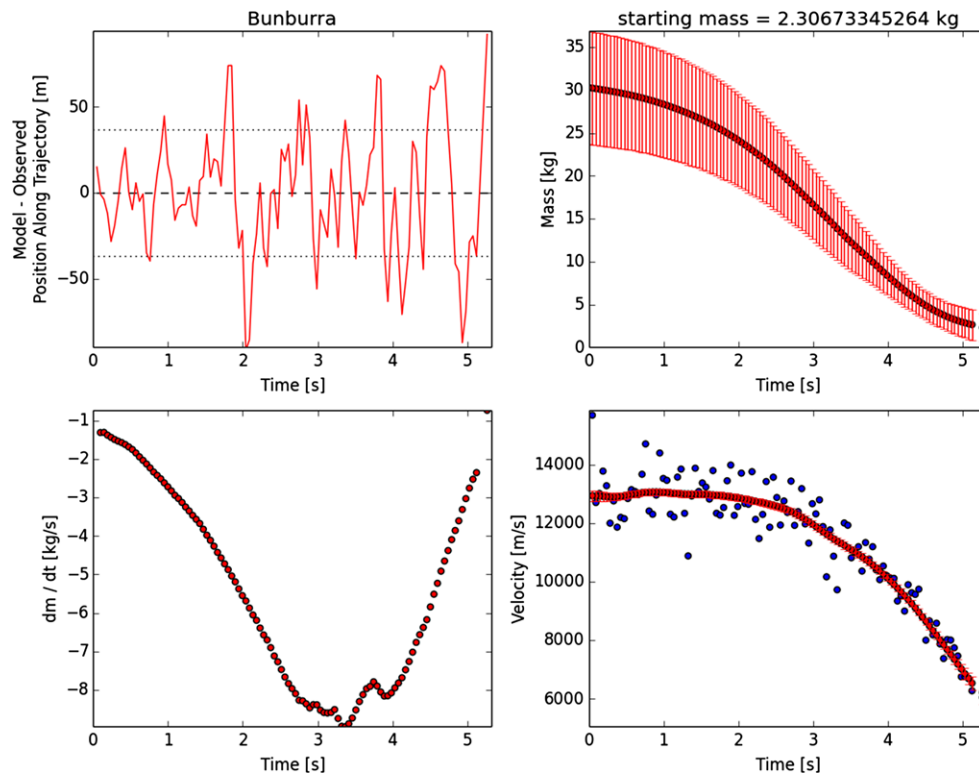 Bunburra
Model - Observed
Position Along Trajectory [m]
50
0
−50
0 1 2 3 4 5
Time [s]
starting mass = 2.30673345264 kg
Mass [kg]
35
30
25
20
15
10
5
0
0 1 2 3 4 5
Time [s]
dm / dt [kg/s]
−1
−2
−3
−4
−5
−6
−7
−8
0 1 2 3 4 5
Time [s]
Velocity [m/s]
14000
12000
10000
8000
6000
0 1 2 3 4 5
Time [s]